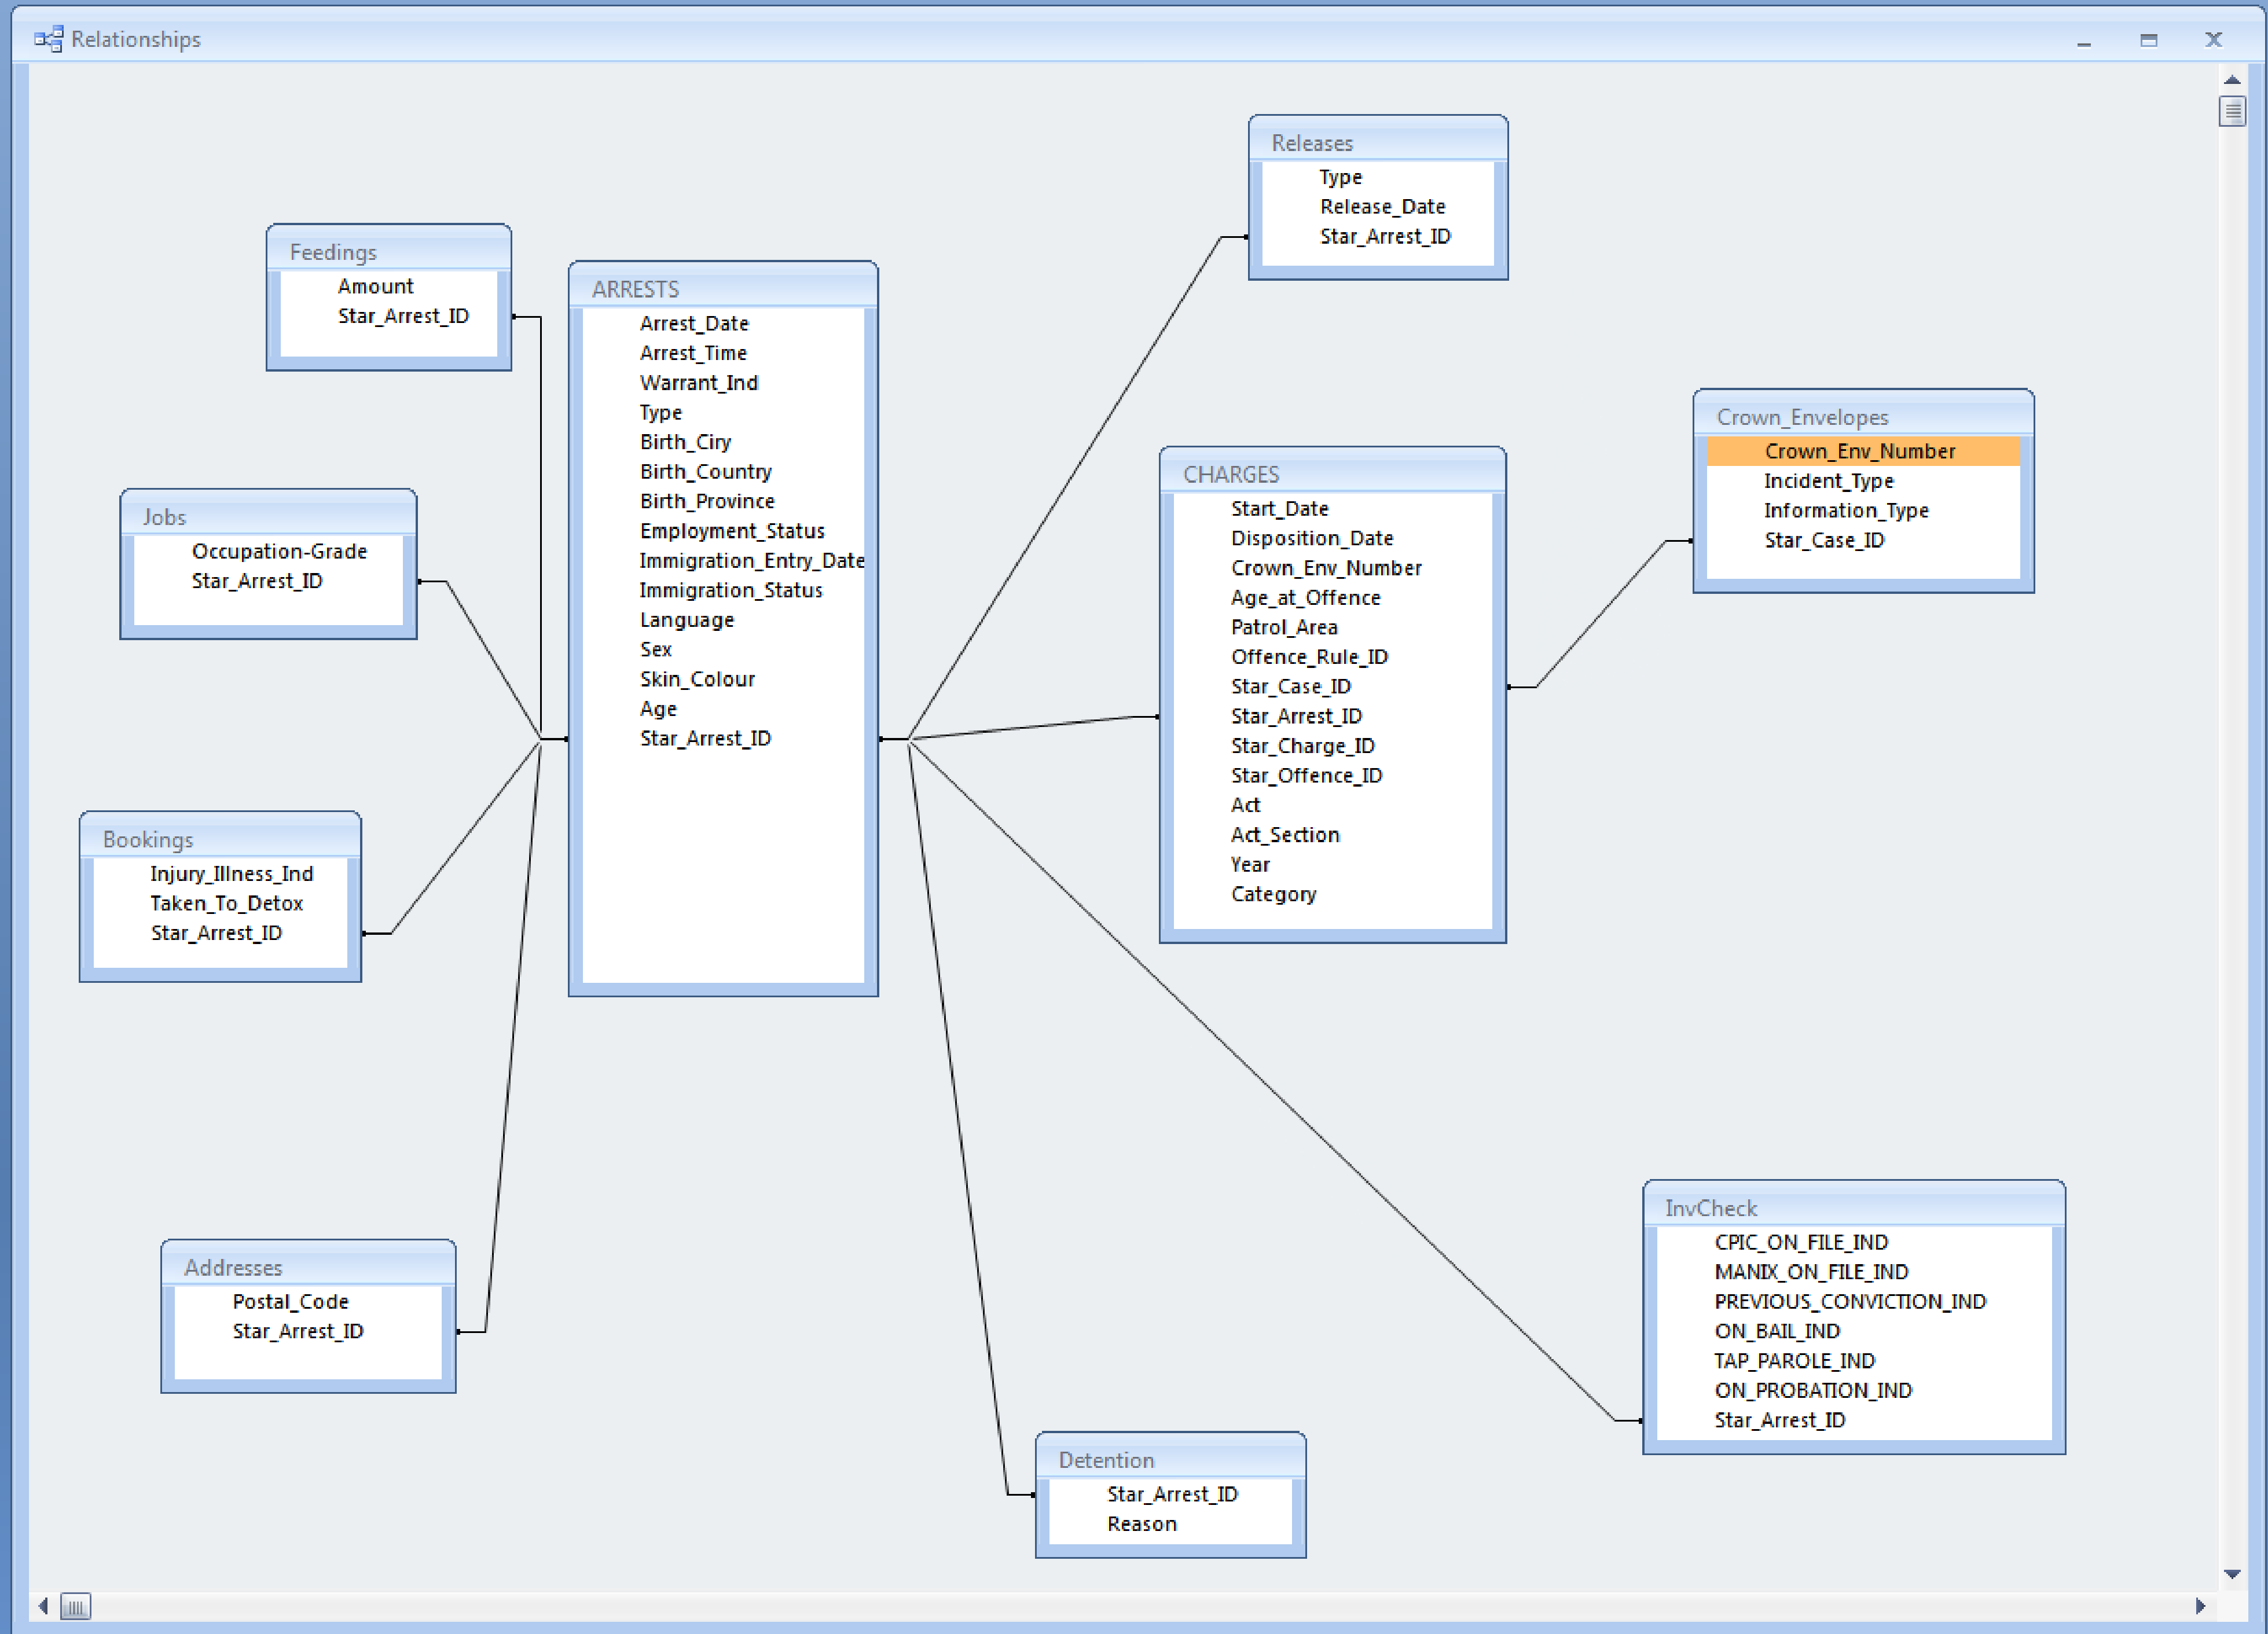 Relationships
Feedings
Amount
Star_Arrest_ID
Jobs
Occupation-Grade
Star_Arrest_ID
Bookings
Injury_Illness_Ind
Taken_To_Detox
Star_Arrest_ID
Addresses
Postal_Code
Star_Arrest_ID
ARRESTS
Arrest_Date
Arrest_Time
Warrant_Ind
Type
Birth_Ciry
Birth_Country
Birth_Province
Employment_Status
Immigration_Entry_Date
Immigration_Status
Language
Sex
Skin_Colour
Age
Star_Arrest_ID
Releases
Type
Release_Date
Star_Arrest_ID
CHARGES
Start_Date
Disposition_Date
Crown_Env_Number
Age_at_Offence
Patrol_Area
Offence_Rule_ID
Star_Case_ID
Star_Arrest_ID
Star_Charge_ID
Star_Offence_ID
Act
Act_Section
Year
Category
Crown_Envelopes
Crown_Env_Number
Incident_Type
Information_Type
Star_Case_ID
Detention
Star_Arrest_ID
Reason
InvCheck
CPIC_ON_FILE_IND
MANIX_ON_FILE_IND
PREVIOUS_CONVICTION_IND
ON_BAIL_IND
TAP_PAROLE_IND
ON_PROBATION_IND
Star_Arrest_ID